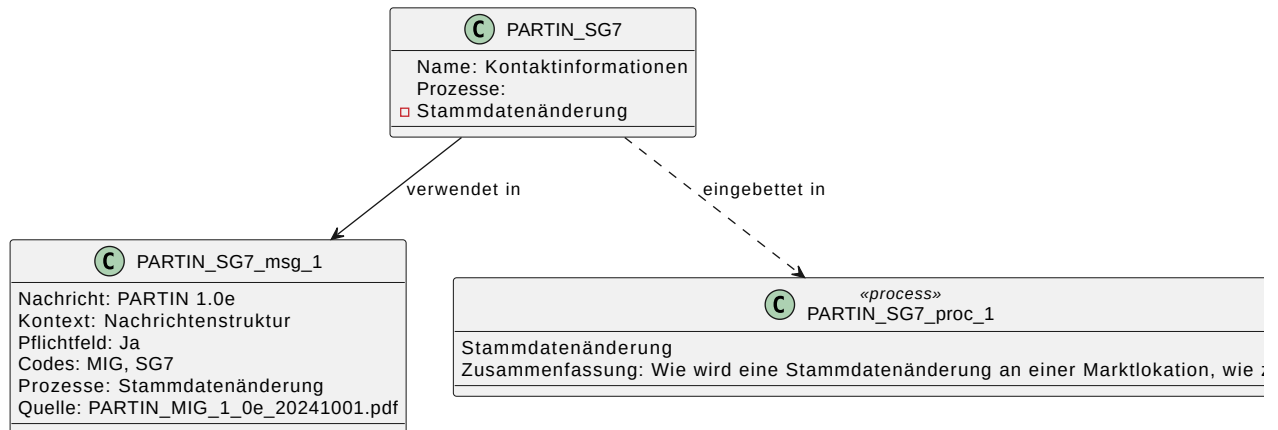 C PARTIN_SG7
Name: Kontaktinformationen
Prozesse:
Stammdatenänderung
verwendet in
eingebettet in
C PARTIN_SG7_msg_1
Nachricht: PARTIN 1.0e
Kontext: Nachrichtenstruktur
Pflichtfeld: Ja
Codes: MIG, SG7
Prozesse: Stammdatenänderung
Quelle: PARTIN_MIG_1_0e_20241001.pdf
«process»
C PARTIN_SG7_proc_1
Stammdatenänderung
Zusammenfassung: Wie wird eine Stammdatenänderung an einer Marktlokation, wie